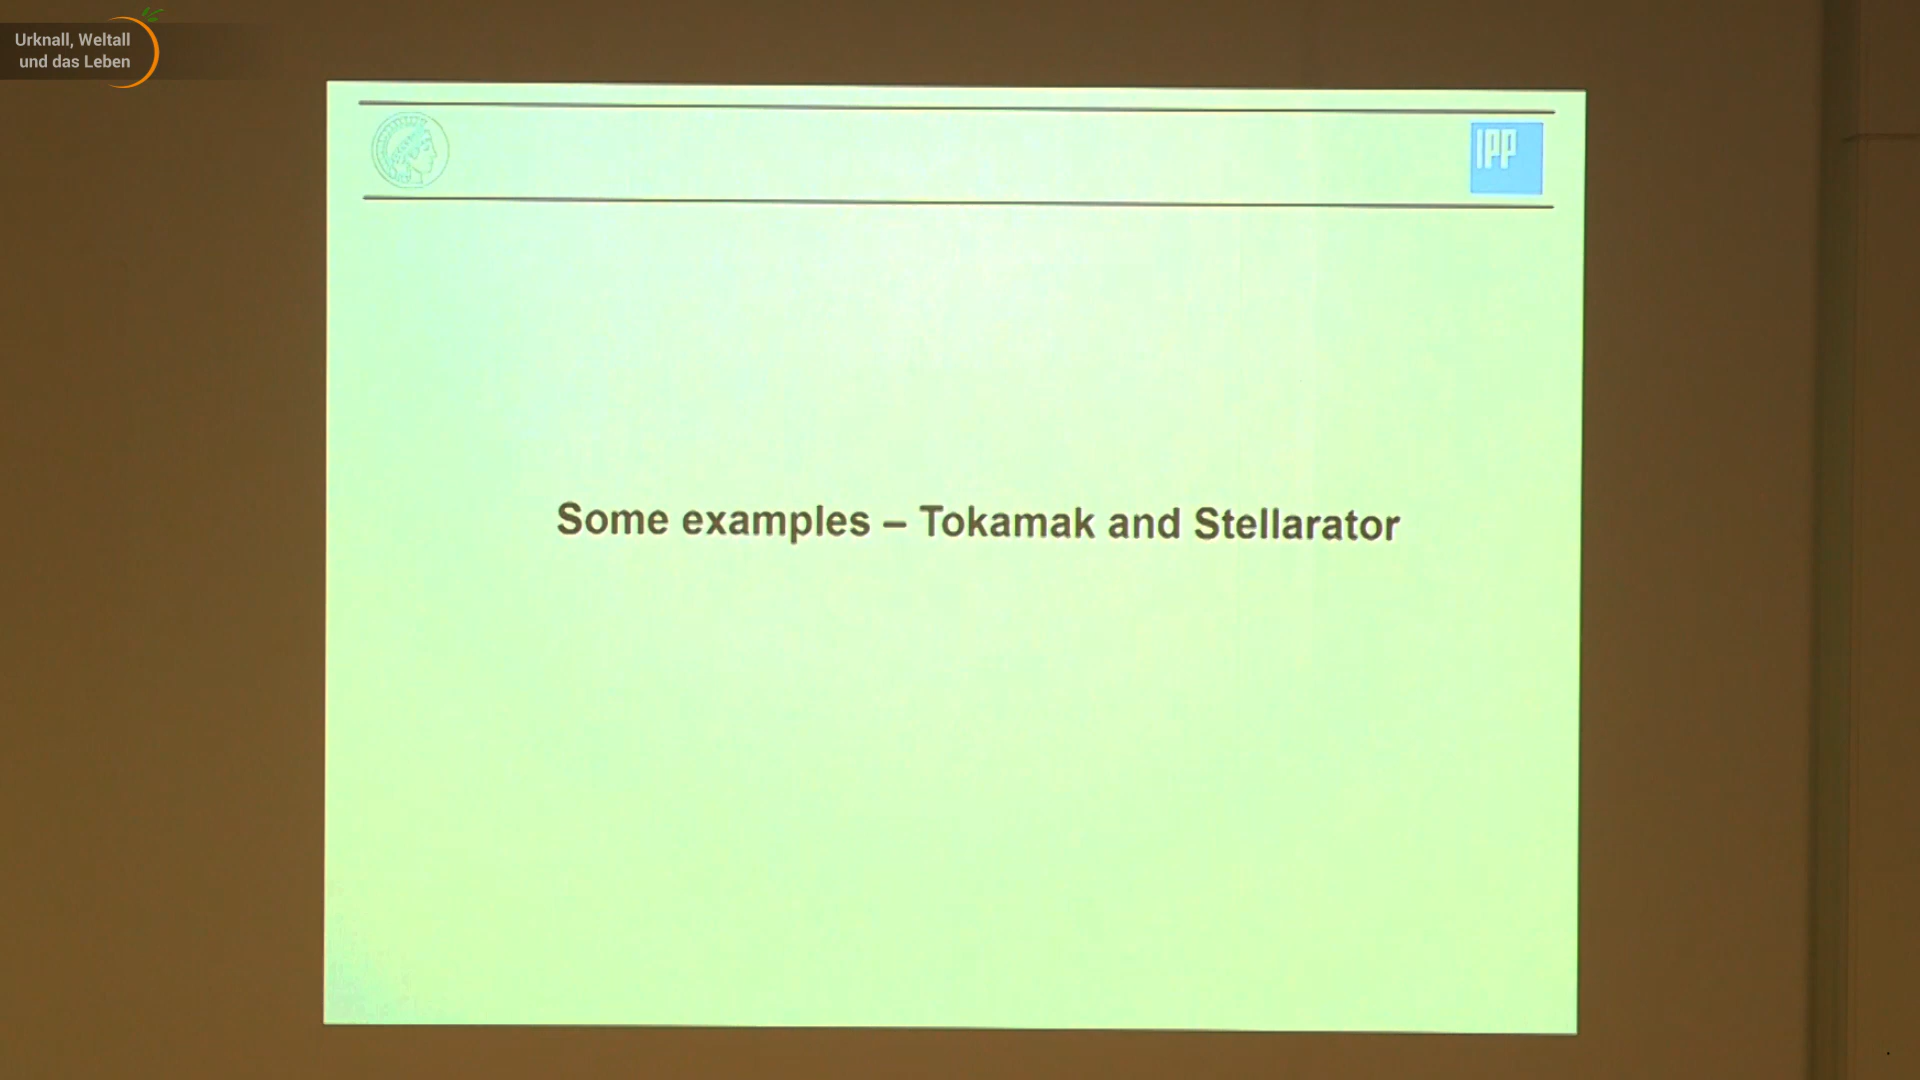 Urknall, Weltall
und das Leben
IPP
Some examples – Tokamak and Stellarator